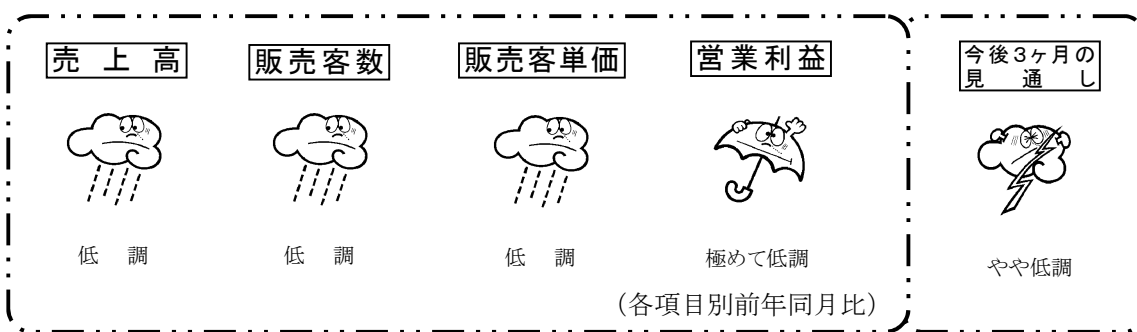 売上高
販売客数
販売客単価
営業利益
今後3ヶ月の
見通し
低調
低調
低調
極めて低調
やや低調
(各項目別前年同月比)